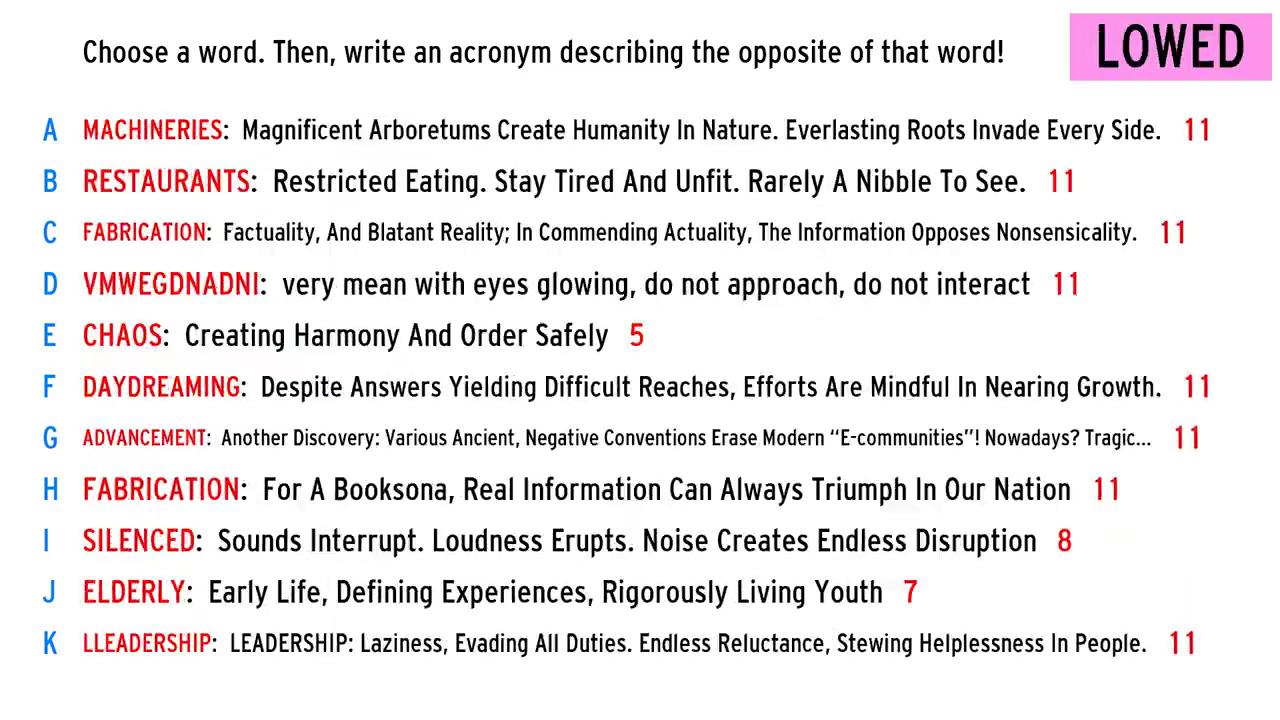 Choose a word. Then, write an acronym describing the opposite of that word!
LOWED
A MACHINERIES: Magnificent Arboretums Create Humanity In Nature. Everlasting Roots Invade Every Side. 11
B RESTAURANTS: Restricted Eating. Stay Tired And Unfit. Rarely A Nibble To See. 11
C FABRICATION: Factuality, And Blatant Reality; In Commending Actuality, The Information Opposes Nonsensicality. 11
D VMWEGDNADNI: very mean with eyes glowing, do not approach, do not interact 11
E CHAOS: Creating Harmony And Order Safely 5
F DAYDREAMING: Despite Answers Yielding Difficult Reaches, Efforts Are Mindful In Nearing Growth. 11
G ADVANCEMENT: Another Discovery: Various Ancient, Negative Conventions Erase Modern “E-communities”! Nowadays? Tragic... 11
H FABRICATION: For A Booksona, Real Information Can Always Triumph In Our Nation 11
I SILENCED: Sounds Interrupt. Loudness Erupts. Noise Creates Endless Disruption 8
J ELDERLY: Early Life, Defining Experiences, Rigorously Living Youth 7
K LLEADERSHIP: LEADERSHIP: Laziness, Evading All Duties. Endless Reluctance, Stewing Helplessness In People. 11